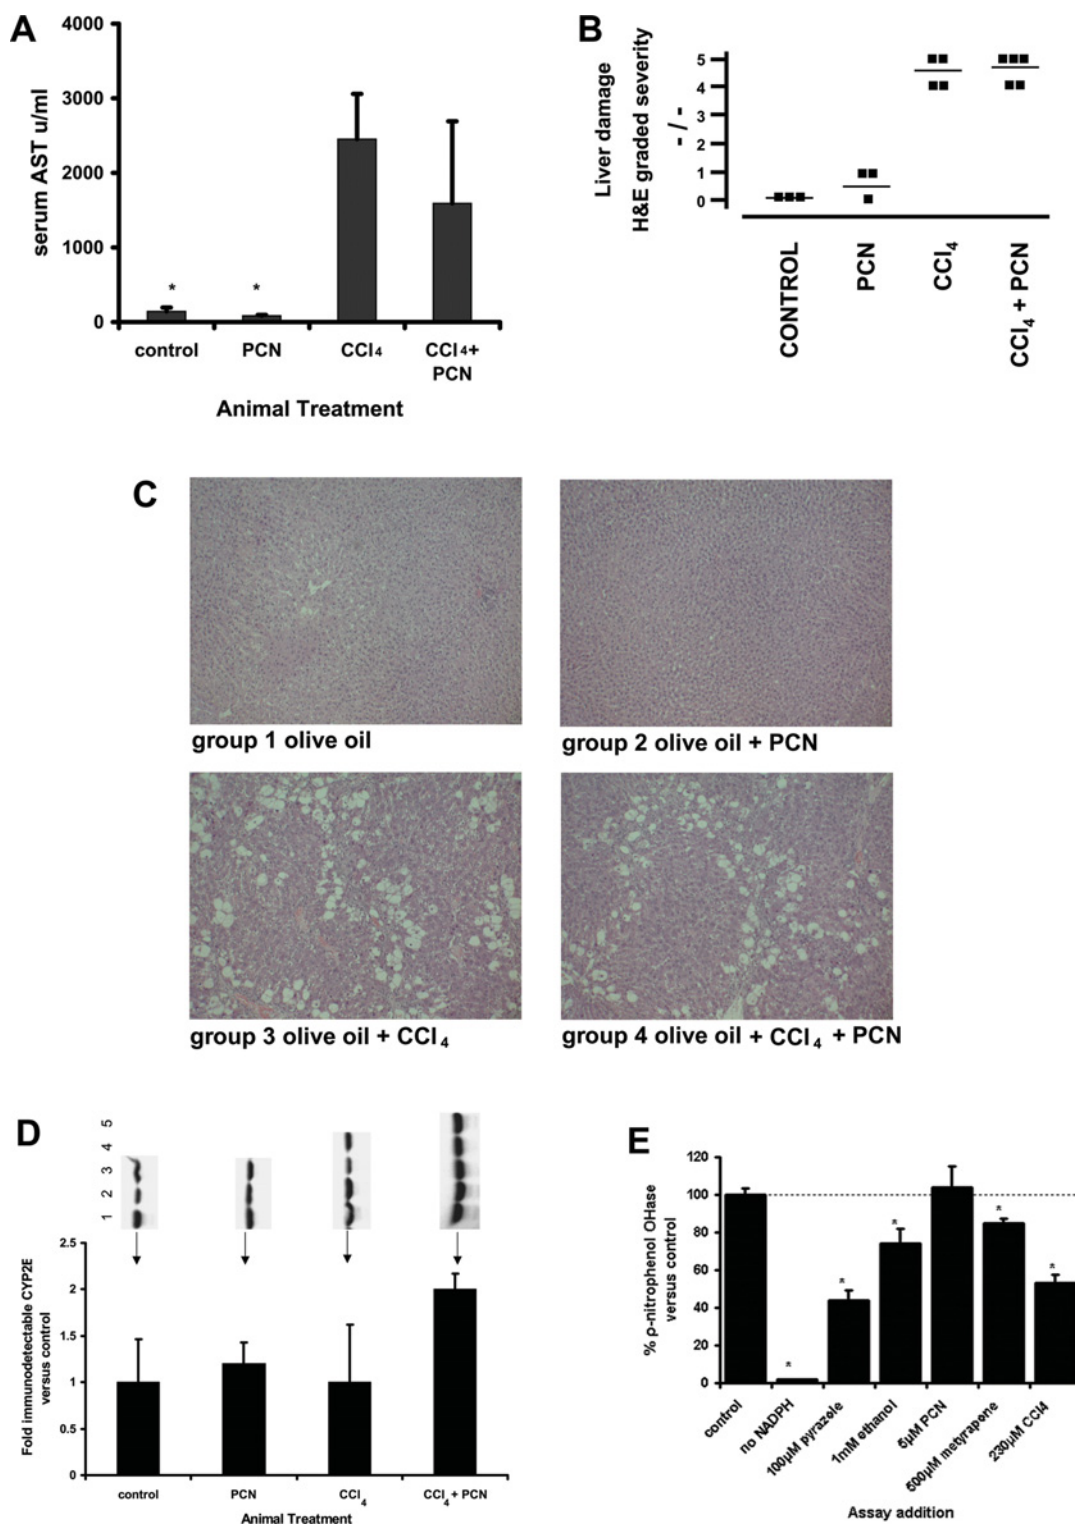 A
4000
3000
2000
1000
0
serum AST u/ml
*
*
control
PCN
CCl4
CCl4+
PCN
Animal Treatment
B
Liver damage
H&E graded severity
- / -
5
4
3
2
1
0
CONTROL
PCN
CCl4
CCl4 + PCN
C
group 1 olive oil
group 2 olive oil + PCN
group 3 olive oil + CCl4
group 4 olive oil + CCl4 + PCN
D
1 2 3 4 5
2.5
2
1.5
1
0.5
0
Fold immunodetectable CYP2E
versus control
control
PCN
CCl4
CCl4 + PCN
Animal Treatment
E
120
100
80
60
40
20
0
% ρ-nitrophenol OHase
versus control
*
*
*
*
*
control
no NADPH
100µM pyrazole
1mM ethanol
5µM PCN
500µM metyrapone
230µM CCl4
Assay addition